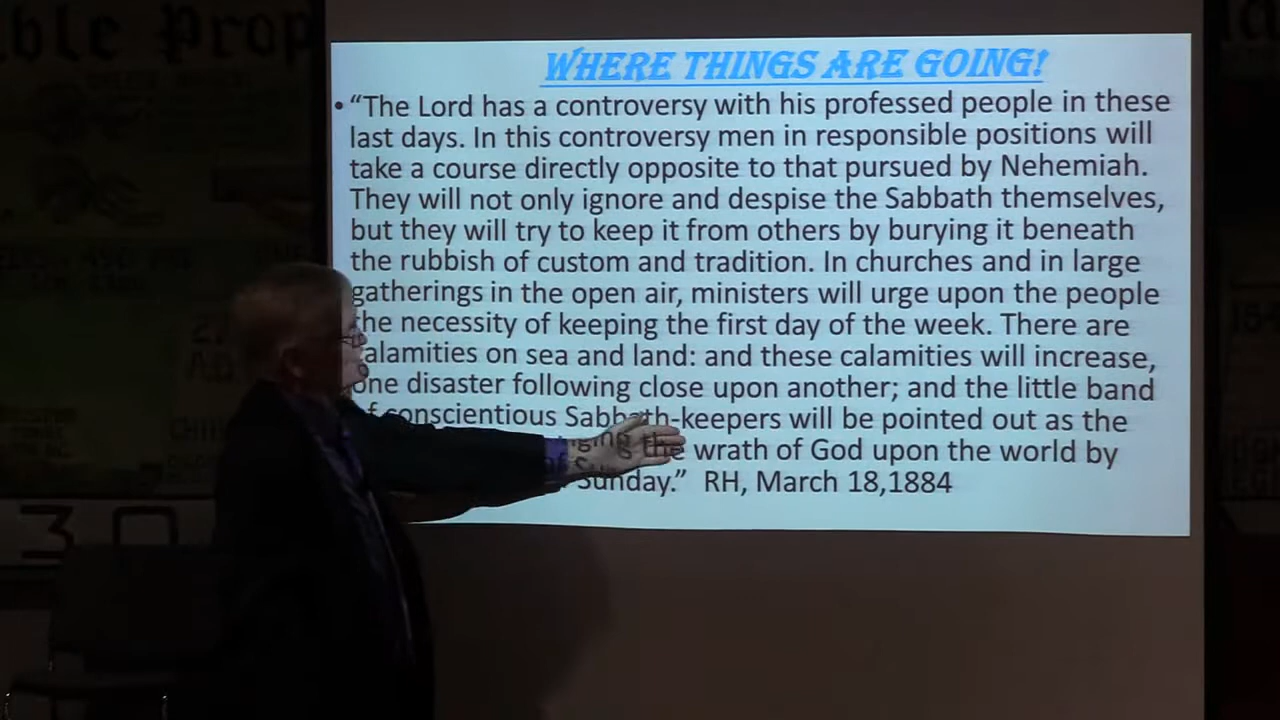 ble Prop
WHERE THINGS ARE GOING!
• “The Lord has a controversy with his professed people in these
last days. In this controversy men in responsible positions will
take a course directly opposite to that pursued by Nehemiah.
They will not only ignore and despise the Sabbath themselves,
but they will try to keep it from others by burying it beneath
the rubbish of custom and tradition. In churches and in large
gatherings in the open air, ministers will urge upon the people
the necessity of keeping the first day of the week. There are
calamities on sea and land: and these calamities will increase,
one disaster following close upon another; and the little band
of conscientious Sabbath-keepers will be pointed out as the
the wrath of God upon the world by
Sunday.” RH, March 18,1884
30